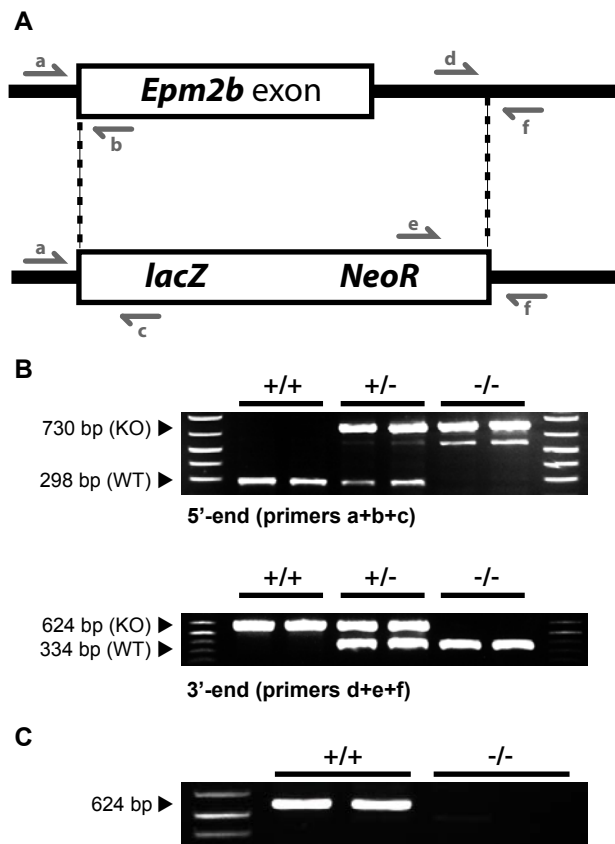 A
a
d
Epm2b exon
b
f
e
a
lacZ NeoR
c
f
B
+/+ +/- -/-
730 bp (KO)
298 bp (WT)
5’-end (primers a+b+c)
+/+ +/- -/-
624 bp (KO)
334 bp (WT)
3’-end (primers d+e+f)
C
+/+ -/-
624 bp